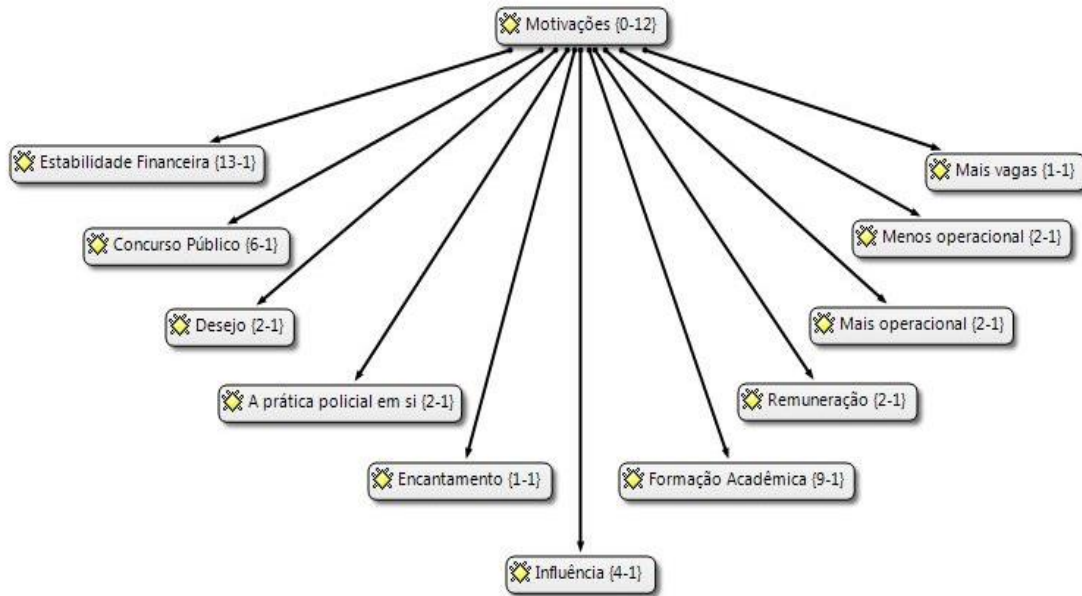 Motivações {0-12}
Estabilidade Financeira {13-1}
Mais vagas {1-1}
Concurso Público {6-1}
Menos operacional {2-1}
Desejo {2-1}
Mais operacional {2-1}
A prática policial em si {2-1}
Remuneração {2-1}
Encantamento {1-1}
Formação Acadêmica {9-1}
Influência {4-1}